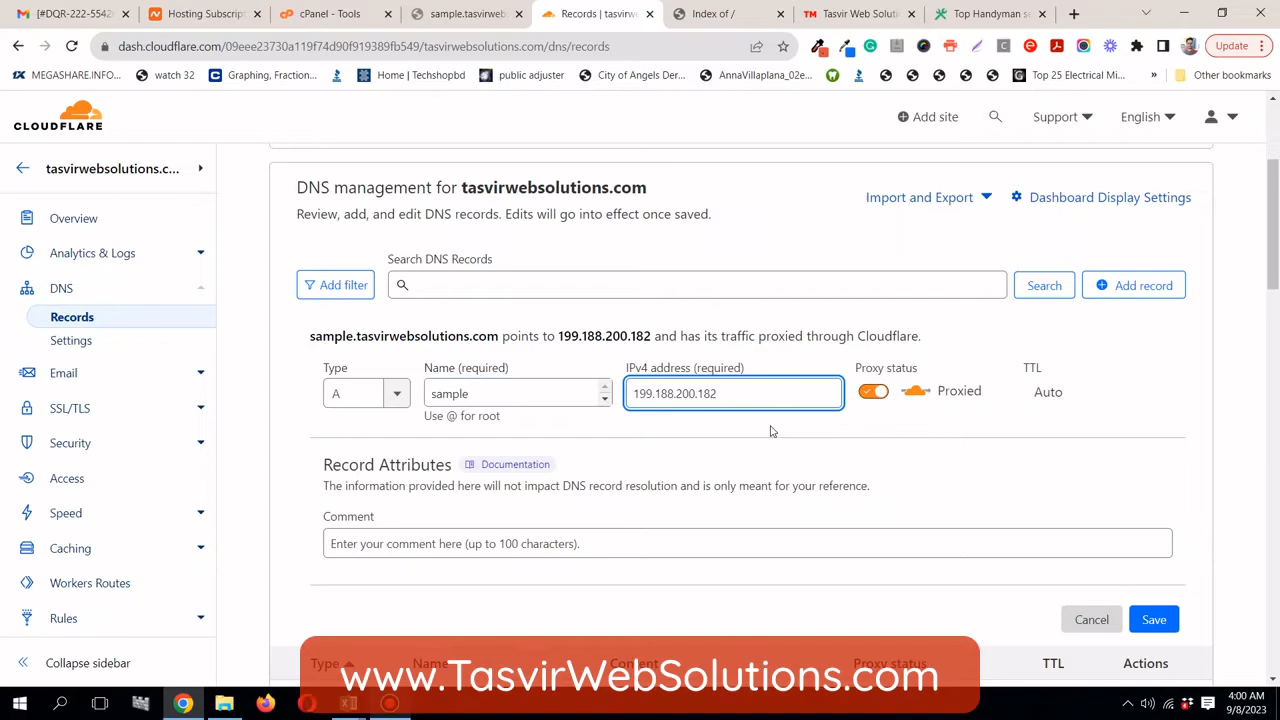 [#DQR-222-5542
Hosting Subscript
cPanel - Tools
sample.tasvirweb
Records | tasvirw
Index of /
Tasvir Web Solut
Top Handyman se
dash.cloudflare.com/09eee23730a119f7290f293938fb549/tasvirwebsolutions.com/dns/records
Update
MEGASHARE.INFO...
watch 32
Graphing, Fraction...
Home | Techshopbd
public adjuster
City of Angels Der...
AnnaVillaplana_02e...
Top 25 Electrical Mi...
»
Other bookmarks
CLOUDFLARE
Add site
Support
English
tasvirwebsolutions.c...
Overview
Analytics & Logs
DNS
Records
Settings
Email
SSL/TLS
Security
Access
Speed
Caching
Workers Routes
Rules
Collapse sidebar
DNS management for tasvirwebsolutions.com
Review, add, and edit DNS records. Edits will go into effect once saved.
Import and Export
Dashboard Display Settings
Search DNS Records
Add filter
Search
Add record
sample.tasvirwebsolutions.com points to 199.188.200.182 and has its traffic proxied through Cloudflare.
Type
Name (required)
IPv4 address (required)
Proxy status
TTL
A
sample
199.188.200.182
Proxied
Auto
Use @ for root
Record Attributes
Documentation
The information provided here will not impact DNS record resolution and is only meant for your reference.
Comment
Enter your comment here (up to 100 characters).
Cancel
Save
Type
Name
Content
Proxy status
TTL
Actions
www.TasvirWebSolutions.com
4:00 AM
9/8/2023